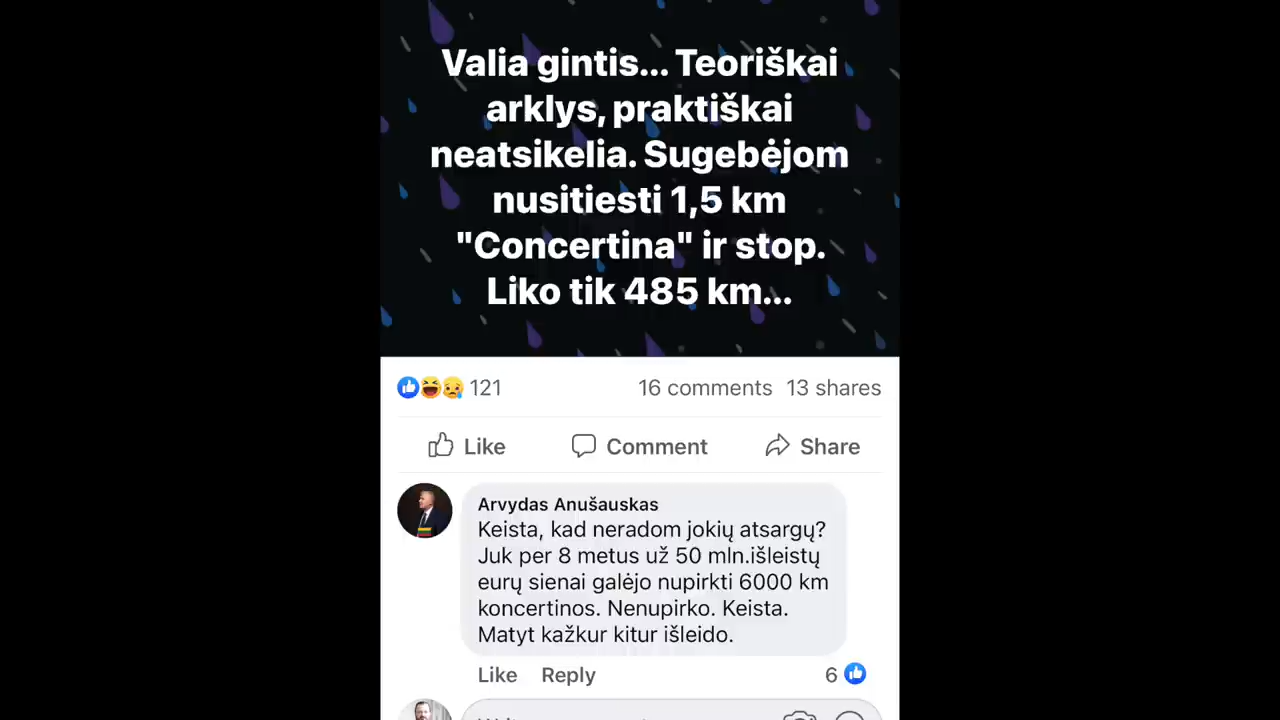 Valia gintis... Teoriškai
arklys, praktiškai
neatsikelia. Sugebėjom
nusitiesti 1,5 km
"Concertina" ir stop.
Liko tik 485 km...
121
16 comments 13 shares
Like Comment Share
Arvydas Anušauskas
Keista, kad neradom jokių atsargų?
Juk per 8 metus už 50 mln.išleistų
eurų sienai galėjo nupirkti 6000 km
koncertinos. Nenupirko. Keista.
Matyt kažkur kitur išleido.
Like Reply 6